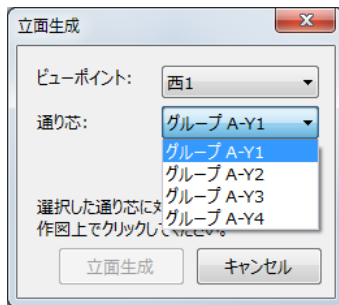 立面生成
ビューポイント: 西1
通り芯: グループ A-Y1
グループ A-Y1
グループ A-Y2
グループ A-Y3
グループ A-Y4
選択した通り芯に
作図上でクリックしてください。
立面生成 キャンセル